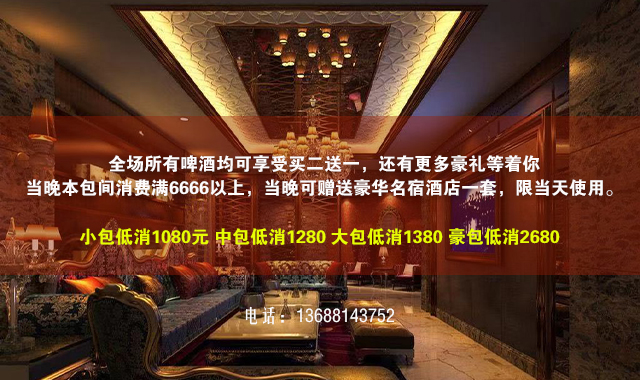 全场所有啤酒均可享受买二送一，还有更多豪礼等着你
当晚本包间消费满6666以上，当晚可赠送豪华名宿酒店一套，限当天使用。
小包低消1080元 中包低消1280 大包低消1380 豪包低消2680
电话：13688143752